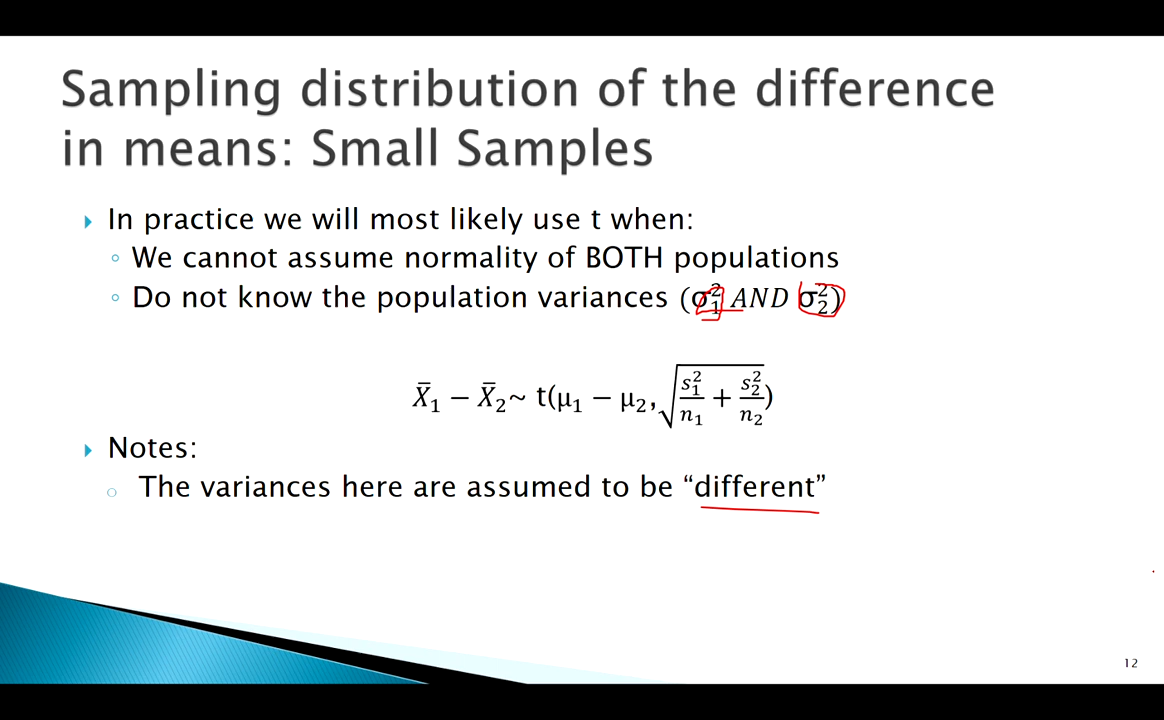 Sampling distribution of the difference
in means: Small Samples
In practice we will most likely use t when:
We cannot assume normality of BOTH populations
Do not know the population variances (σ₁² AND σ₂²)
X̄₁ − X̄₂~ t(μ₁ − μ₂, √(s₁²/n₁ + s₂²/n₂))
Notes:
The variances here are assumed to be “different”
12